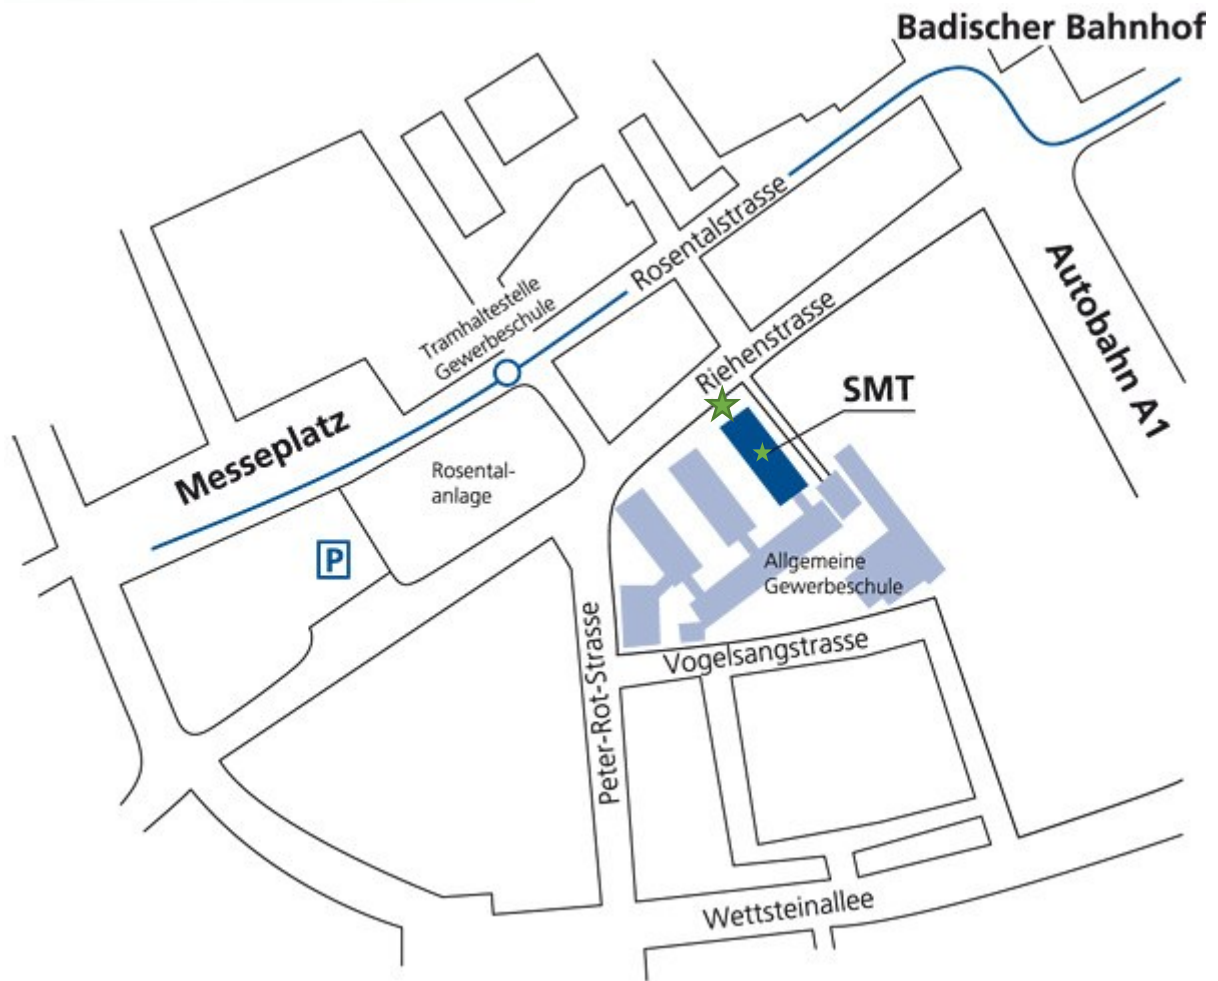 Badischer Bahnhof
Rosentalstrasse
Tramhaltestelle
Gewerbeschule
Autobahn A1
Riehenstrasse
SMT
Messeplatz
Rosental-
anlage
P
Allgemeine
Gewerbeschule
Peter-Rot-Strasse
Vogelsangstrasse
Wettsteinallee